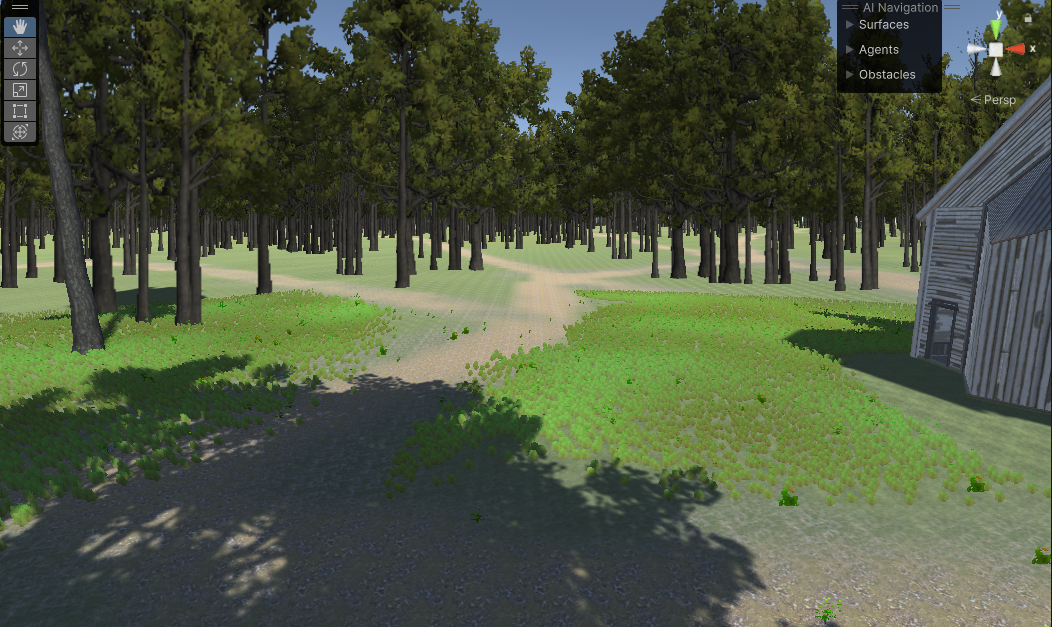 AI Navigation
Surfaces
Agents
Obstacles
y
x
< Persp